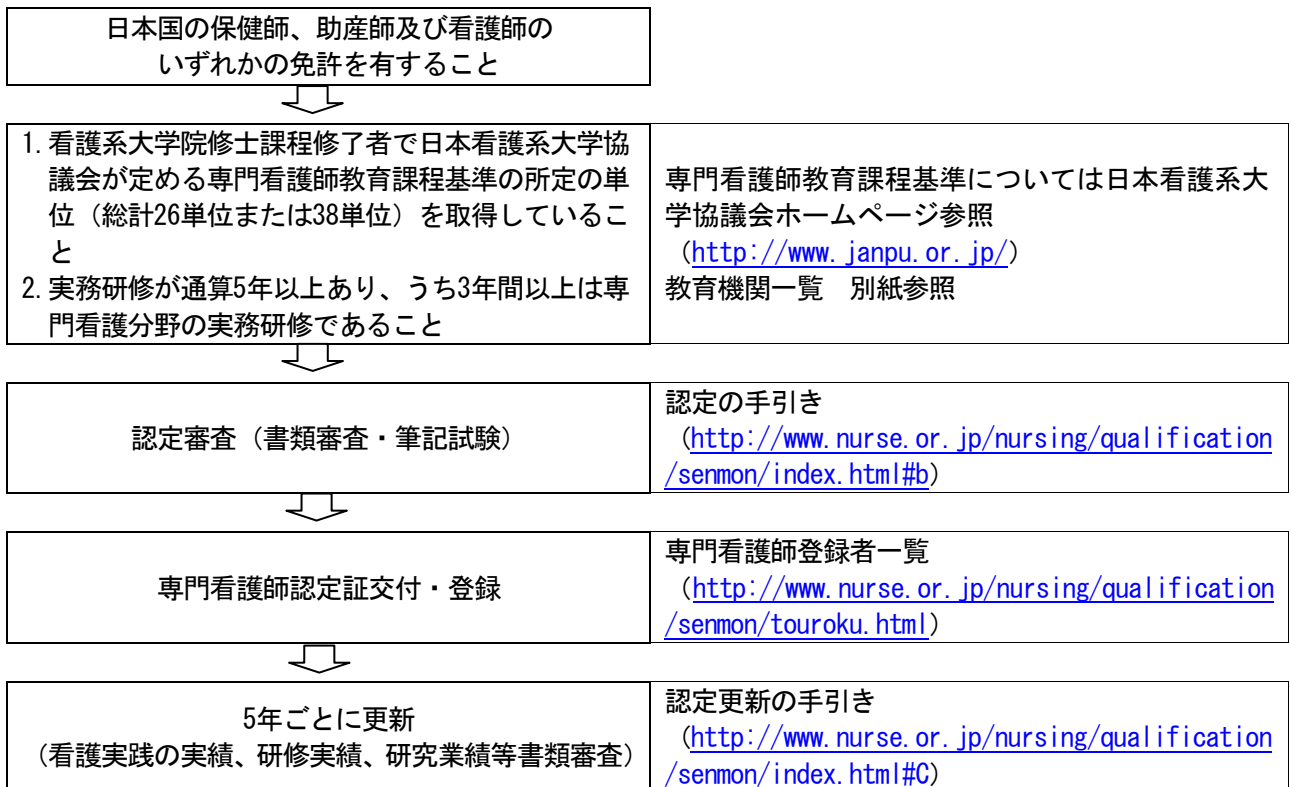 日本国の保健師、助産師及び看護師の
いずれかの免許を有すること
1. 看護系大学院修士課程修了者で日本看護系大学協
議会が定める専門看護師教育課程基準の所定の単
位（総計26単位または38単位）を取得しているこ
と
2. 実務研修が通算5年以上あり、うち3年間以上は専
門看護分野の実務研修であること
専門看護師教育課程基準については日本看護系大
学協議会ホームページ参照
（http://www.janpu.or.jp/）
教育機関一覧　別紙参照
認定審査（書類審査・筆記試験）
認定の手引き
（http://www.nurse.or.jp/nursing/qualification
/senmon/index.html#b）
専門看護師認定証交付・登録
専門看護師登録者一覧
（http://www.nurse.or.jp/nursing/qualification
/senmon/touroku.html）
5年ごとに更新
（看護実践の実績、研修実績、研究業績等書類審査）
認定更新の手引き
（http://www.nurse.or.jp/nursing/qualification
/senmon/index.html#C）